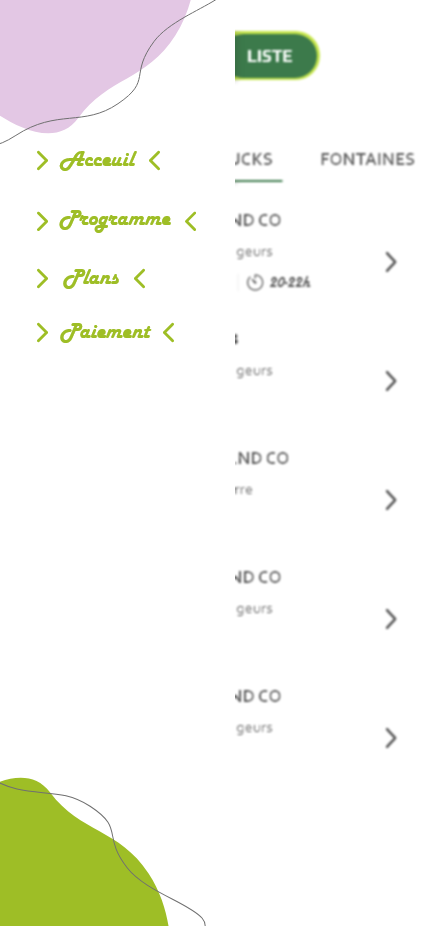 LISTE
Acceuil
UCKS FONTAINES
Programme
ND CO
geurs
Plans
20-22h
Paiement
geurs
ND CO
rre
ND CO
geurs
ND CO
geurs